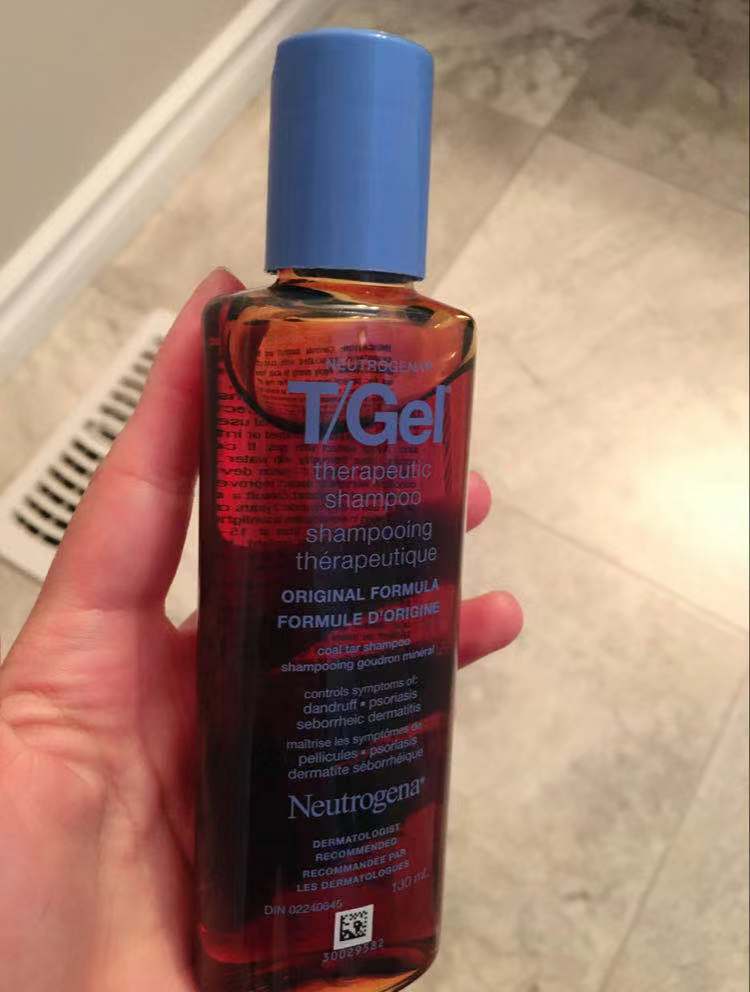 NEUTROGENA®
T/Gel
therapeutic
shampoo
shampooing
thérapeutique
ORIGINAL FORMULA
FORMULE D'ORIGINE
coal tar shampoo
shampooing goudron minéral
controls symptoms of:
dandruff • psoriasis
seborrheic dermatitis
maîtrise les symptômes de :
pellicules • psoriasis
dermatite séborrhéique
Neutrogena®
DERMATOLOGIST
RECOMMENDED
RECOMMANDÉE PAR
LES DERMATOLOGUES
130 mL
DIN 02240645
30029582